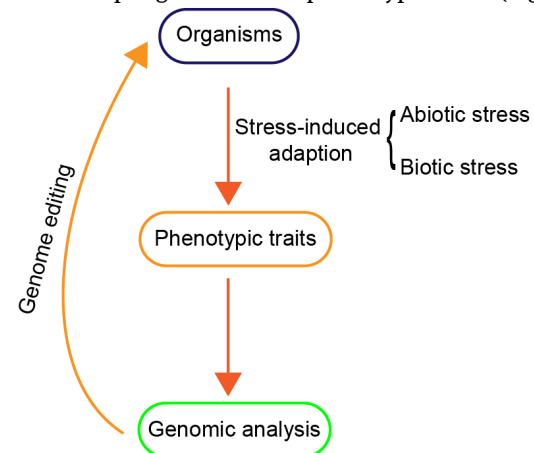 Organisms
Stress-induced
adaption
Abiotic stress
Biotic stress
Genome editing
Phenotypic traits
Genomic analysis